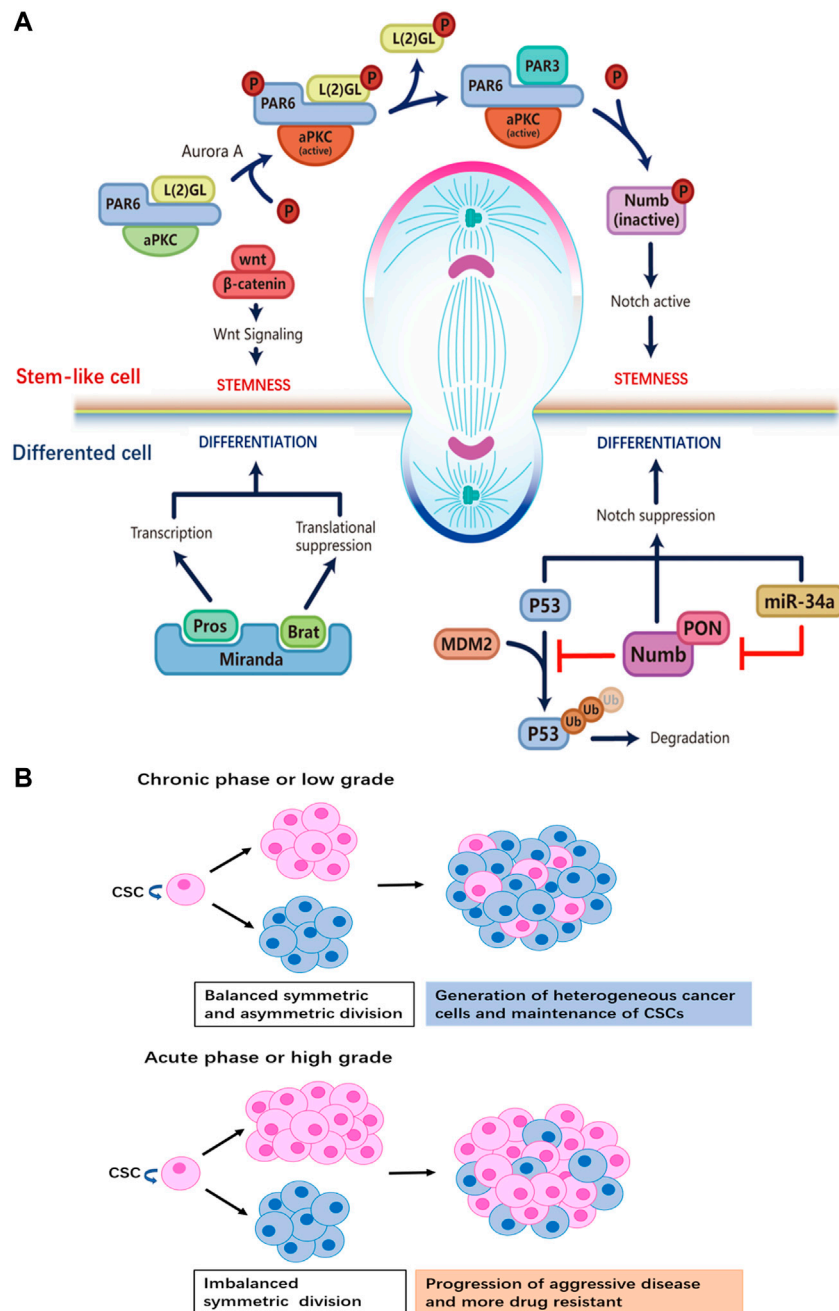 A
L(2)GL
P
P
L(2)GL
P
PAR6
aPKC
(active)
PAR3
PAR6
aPKC
(active)
P
Aurora A
L(2)GL
PAR6
aPKC
P
Numb
(inactive)
P
wnt
β-catenin
Notch active
Wnt Signaling
Stem-like cell
STEMNESS
STEMNESS
Differented cell
DIFFERENTIATION
DIFFERENTIATION
Transcription
Translational
suppression
Notch suppression
Pros
Brat
Miranda
P53
miR-34a
MDM2
PON
Numb
P53
Ub
Ub
Ub
Degradation
B
Chronic phase or low grade
CSC
Balanced symmetric
and asymmetric division
Generation of heterogeneous cancer
cells and maintenance of CSCs
Acute phase or high grade
CSC
Imbalanced
symmetric division
Progression of aggressive disease
and more drug resistant